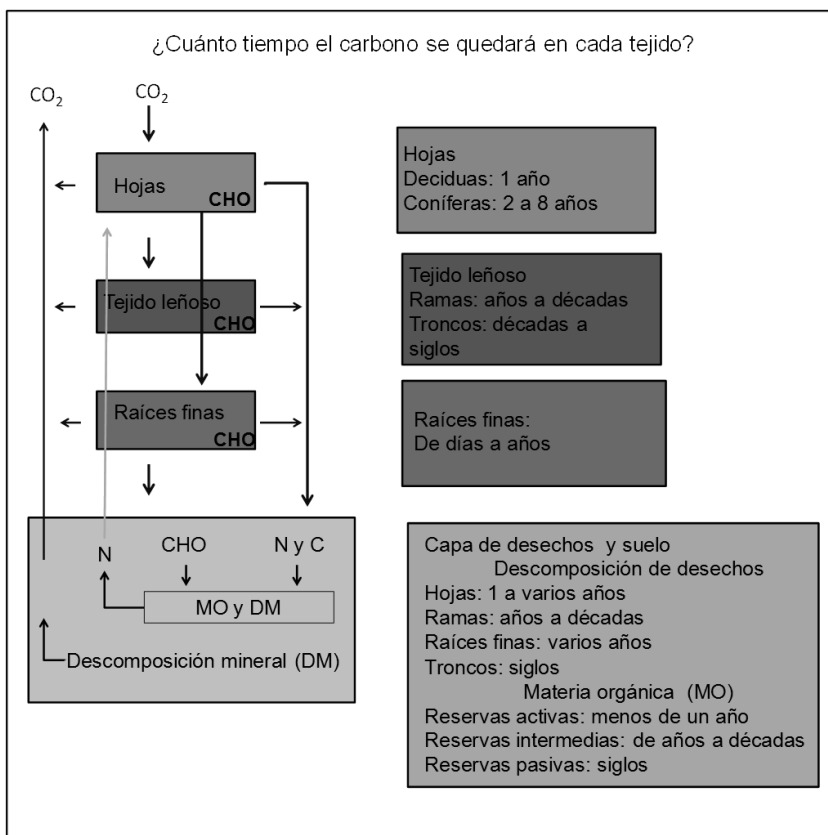 ¿Cuánto tiempo el carbono se quedará en cada tejido?
CO₂
CO₂
Hojas
CHO
Tejido leñoso
CHO
Raíces finas
CHO
N
CHO
N y C
MO y DM
Descomposición mineral (DM)
Hojas
Deciduas: 1 año
Coníferas: 2 a 8 años
Tejido leñoso
Ramas: años a décadas
Troncos: décadas a
siglos
Raíces finas:
De días a años
Capa de desechos y suelo
Descomposición de desechos
Hojas: 1 a varios años
Ramas: años a décadas
Raíces finas: varios años
Troncos: siglos
Materia orgánica (MO)
Reservas activas: menos de un año
Reservas intermedias: de años a décadas
Reservas pasivas: siglos